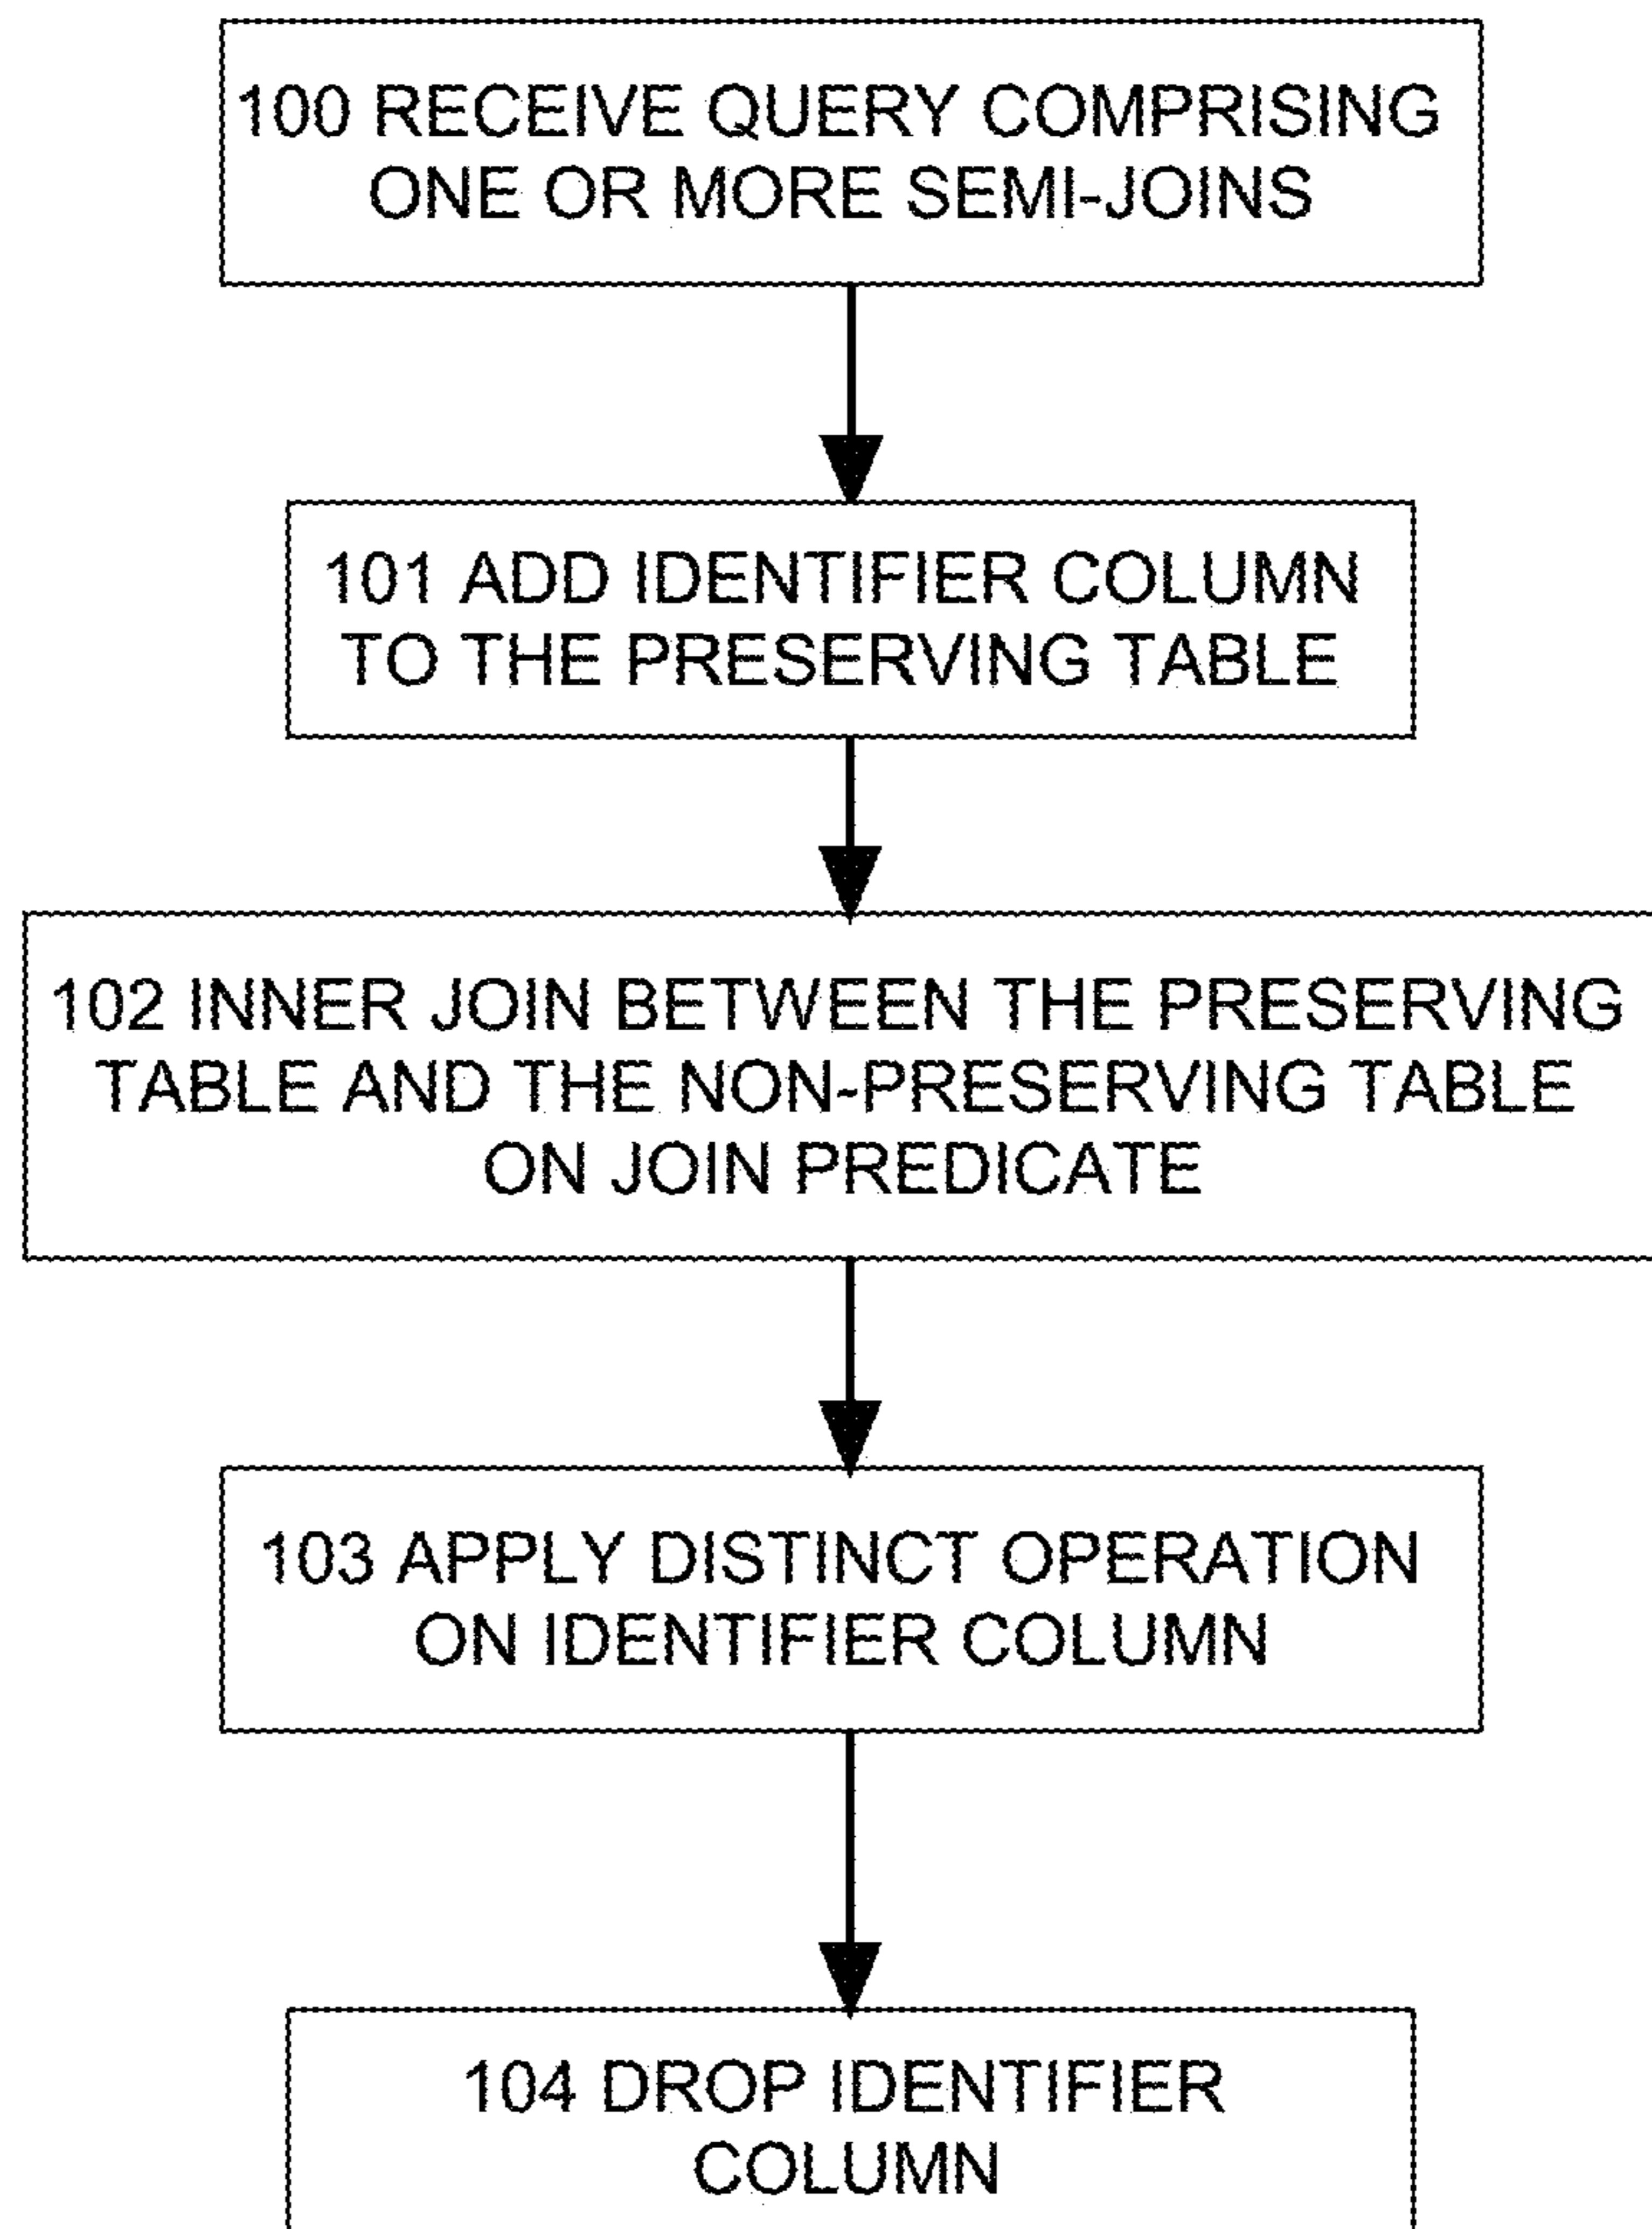 100 RECEIVE QUERY COMPRISING
ONE OR MORE SEMI-JOINS
101 ADD IDENTIFIER COLUMN
TO THE PRESERVING TABLE
102 INNER JOIN BETWEEN THE PRESERVING
TABLE AND THE NON-PRESERVING TABLE
ON JOIN PREDICATE
103 APPLY DISTINCT OPERATION
ON IDENTIFIER COLUMN
104 DROP IDENTIFIER
COLUMN